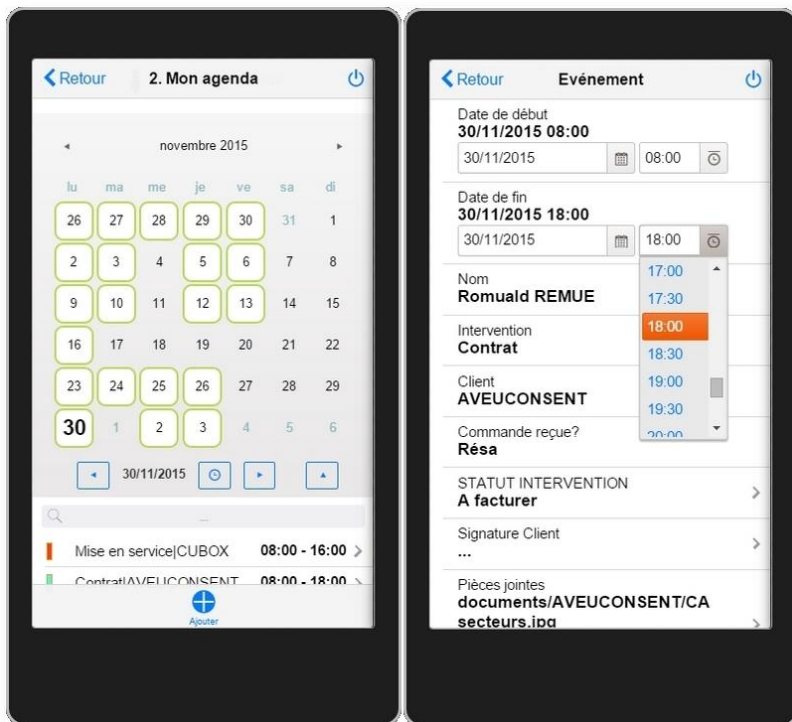 Retour 2. Mon agenda
novembre 2015
lu ma me je ve sa di
26 27 28 29 30 31 1
2 3 4 5 6 7 8
9 10 11 12 13 14 15
16 17 18 19 20 21 22
23 24 25 26 27 28 29
30 1 2 3 4 5 6
30/11/2015
...
Mise en service|CUBOX 08:00 - 16:00
Contrat|AVEUCONSENT 08:00 - 18:00
Ajouter
Retour Evénement
Date de début
30/11/2015 08:00
30/11/2015 08:00
Date de fin
30/11/2015 18:00
30/11/2015 18:00
17:00
17:30
18:00
18:30
19:00
19:30
20:00
Nom
Romuald REMUE
Intervention
Contrat
Client
AVEUCONSENT
Commande reçue?
Résa
STATUT INTERVENTION
A facturer
Signature Client
...
Pièces jointes
documents/AVEUCONSENT/CA
secteurs.jpg